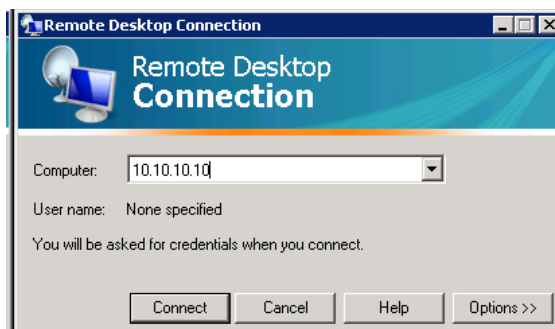 Remote Desktop Connection
Remote Desktop
Connection
Computer: 10.10.10.10
User name: None specified
You will be asked for credentials when you connect.
Connect Cancel Help Options >>